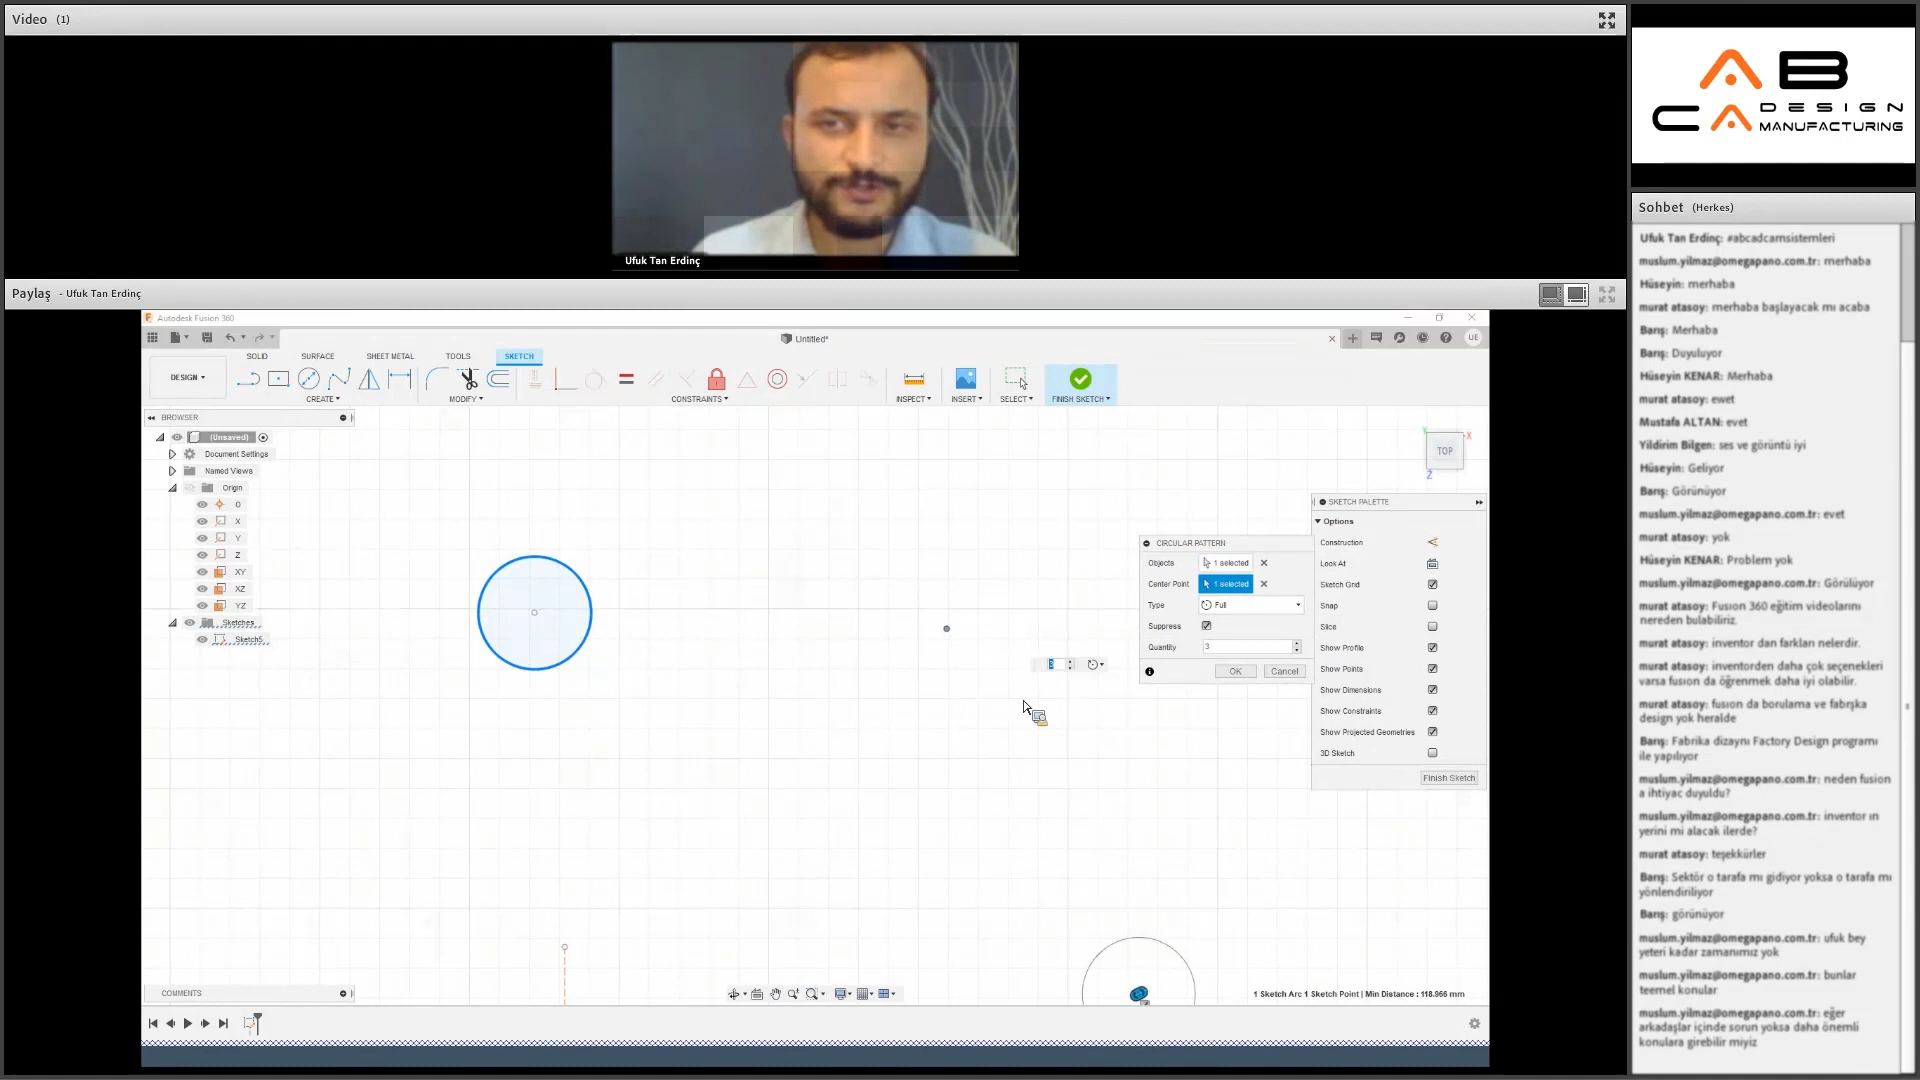 Video (1)
Ufuk Tan Erdinç
Paylaş - Ufuk Tan Erdinç
AB
CA DESIGN
MANUFACTURING
Sohbet (Herkes)
Ufuk Tan Erdinç: #abcadcamsistemleri
muslum.yilmaz@omegapano.com.tr: merhaba
Hüseyin: merhaba
murat atasoy: merhaba başlayacak mı acaba
Barış: Merhaba
Barış: Duyuluyor
Hüseyin KENAR: Merhaba
murat atasoy: ewet
Mustafa ALTAN: evet
Yildirim Bilgen: ses ve görüntü iyi
Hüseyin: Geliyor
Barış: Görünüyor
muslum.yilmaz@omegapano.com.tr: evet
murat atasoy: yok
Hüseyin KENAR: Problem yok
muslum.yilmaz@omegapano.com.tr: Görülüyor
murat atasoy: Fusıon 360 eğitim videolarını
nereden bulabiliriz.
murat atasoy: inventor dan farkları nelerdir.
murat atasoy: inventorden daha çok seçenekleri
varsa fusıon da öğrenmek daha iyi olabilir.
murat atasoy: fusıon da borulama ve fabrşka
design yok heralde
Barış: Fabrika dizaynı Factory Design programı
ile yapılıyor
muslum.yilmaz@omegapano.com.tr: neden fusion
a ihtiyac duyuldu?
muslum.yilmaz@omegapano.com.tr: inventor ın
yerini mi alacak ilerde?
murat atasoy: teşekkürler
Barış: Sektör o tarafa mı gidiyor yoksa o tarafa mı
yönlendiriliyor
Barış: görünüyor
muslum.yilmaz@omegapano.com.tr: ufuk bey
yeteri kadar zamanımız yok
muslum.yilmaz@omegapano.com.tr: bunlar
teemel konular
muslum.yilmaz@omegapano.com.tr: eğer
arkadaşlar içinde sorun yoksa daha önemli
konulara girebilir miyiz
Autodesk Fusion 360
Untitled*
UE
SOLID SURFACE SHEET METAL TOOLS SKETCH
DESIGN
CREATE MODIFY CONSTRAINTS INSPECT INSERT SELECT FINISH SKETCH
BROWSER
(Unsaved)
Document Settings
Named Views
Origin
O
X
Y
Z
XY
XZ
YZ
Sketches
Sketch5
TOP
X
Y
Z
CIRCULAR PATTERN
Objects 1 selected
Center Point 1 selected
Type Full
Suppress
Quantity 3
OK Cancel
3
SKETCH PALETTE
Options
Construction
Look At
Sketch Grid
Snap
Slice
Show Profile
Show Points
Show Dimensions
Show Constraints
Show Projected Geometries
3D Sketch
Finish Sketch
COMMENTS
1 Sketch Arc 1 Sketch Point | Min Distance : 118.966 mm